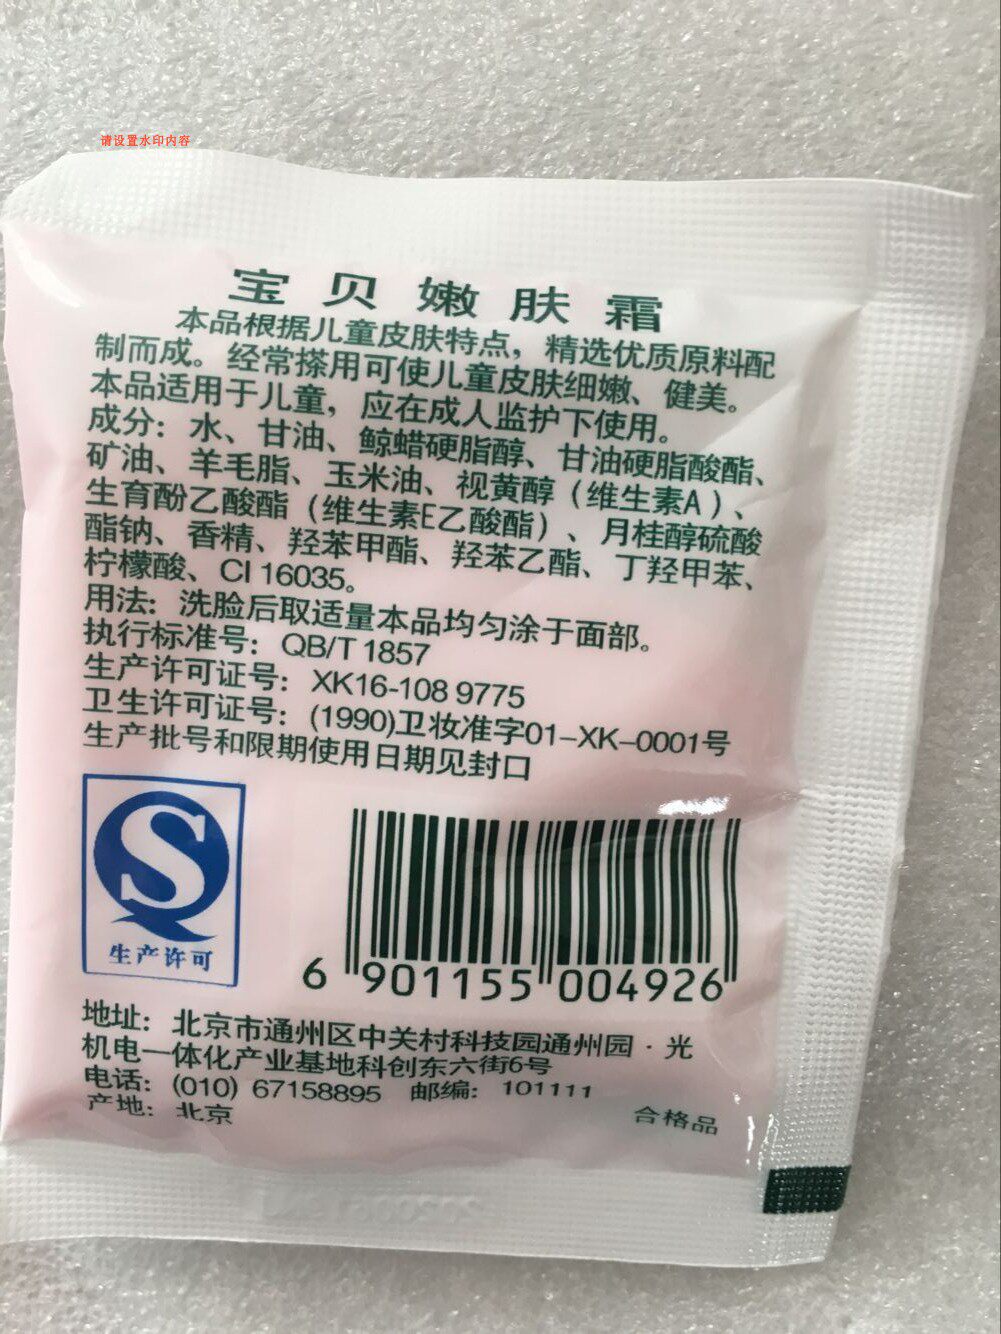 请设置水印内容
宝贝嫩肤霜
本品根据儿童皮肤特点，精选优质原料配
制而成。经常搽用可使儿童皮肤细嫩、健美。
本品适用于儿童，应在成人监护下使用。
成分：水、甘油、鲸蜡硬脂醇、甘油硬脂酸酯、
矿油、羊毛脂、玉米油、视黄醇（维生素A）、
生育酚乙酸酯（维生素E乙酸酯）、月桂醇硫酸
酯钠、香精、羟苯甲酯、羟苯乙酯、丁羟甲苯、
柠檬酸、CI 16035。
用法：洗脸后取适量本品均匀涂于面部。
执行标准号：QB/T 1857
生产许可证号：XK16-108 9775
卫生许可证号：(1990)卫妆准字01-XK-0001号
生产批号和限期使用日期见封口
生产许可
6 901155 004926
地址：北京市通州区中关村科技园通州园·光
机电一体化产业基地科创东六街6号
电话：(010) 67158895 邮编：101111
产地：北京
合格品